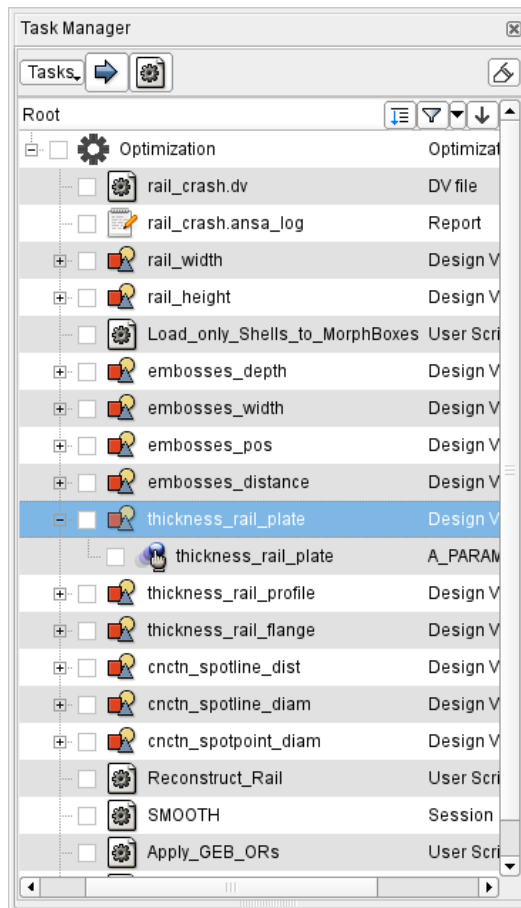 Task Manager
Tasks
Root
Optimization Optimizat
rail_crash.dv DV file
rail_crash.ansa_log Report
rail_width Design V
rail_height Design V
Load_only_Shells_to_MorphBoxes User Scri
embosses_depth Design V
embosses_width Design V
embosses_pos Design V
embosses_distance Design V
thickness_rail_plate Design V
thickness_rail_plate A_PARAM
thickness_rail_profile Design V
thickness_rail_flange Design V
cnctn_spotline_dist Design V
cnctn_spotline_diam Design V
cnctn_spotpoint_diam Design V
Reconstruct_Rail User Scri
SMOOTH Session
Apply_GEB_ORs User Scri